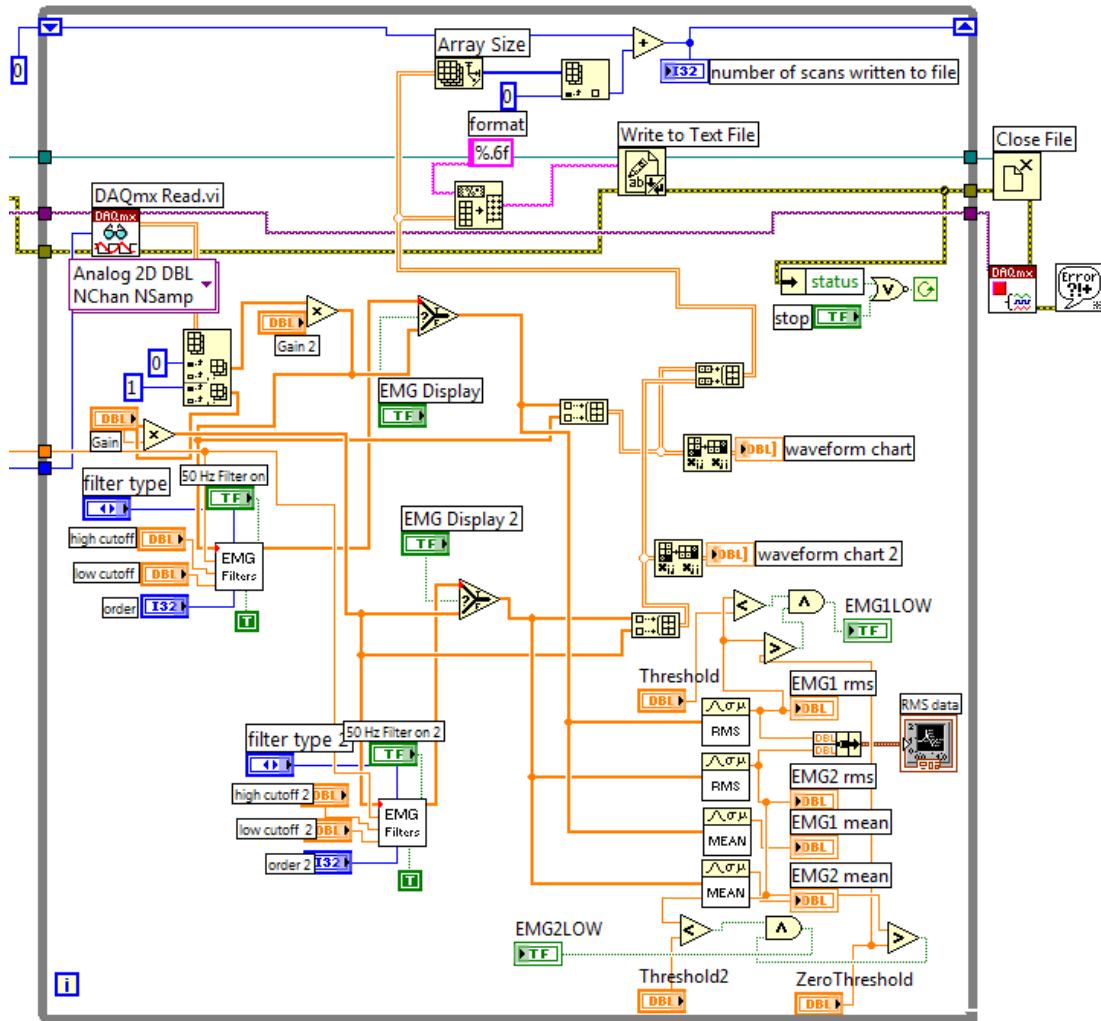 0
Array Size
I32
number of scans written to file
0
format
%.6f
Write to Text File
Close File
DAQmx Read.vi
DAQmx
Analog 2D DBL
NChan NSamp
status
stop
TF
DAQmx
Error
?!+
0
1
DBL
Gain 2
EMG Display
TF
DBL
Gain
waveform chart
DBL
filter type
50 Hz Filter on
TF
EMG Display 2
TF
high cutoff
DBL
low cutoff
DBL
order
I32
EMG
Filters
T
waveform chart 2
DBL
EMG1LOW
TF
Threshold
DBL
RMS
EMG1 rms
DBL
DBL
DBL
RMS data
filter type 2
50 Hz Filter on 2
TF
RMS
EMG2 rms
DBL
high cutoff 2
DBL
low cutoff 2
DBL
order 2
I32
EMG
Filters
T
MEAN
EMG1 mean
DBL
MEAN
EMG2 mean
DBL
EMG2LOW
TF
Threshold2
DBL
ZeroThreshold
DBL
i